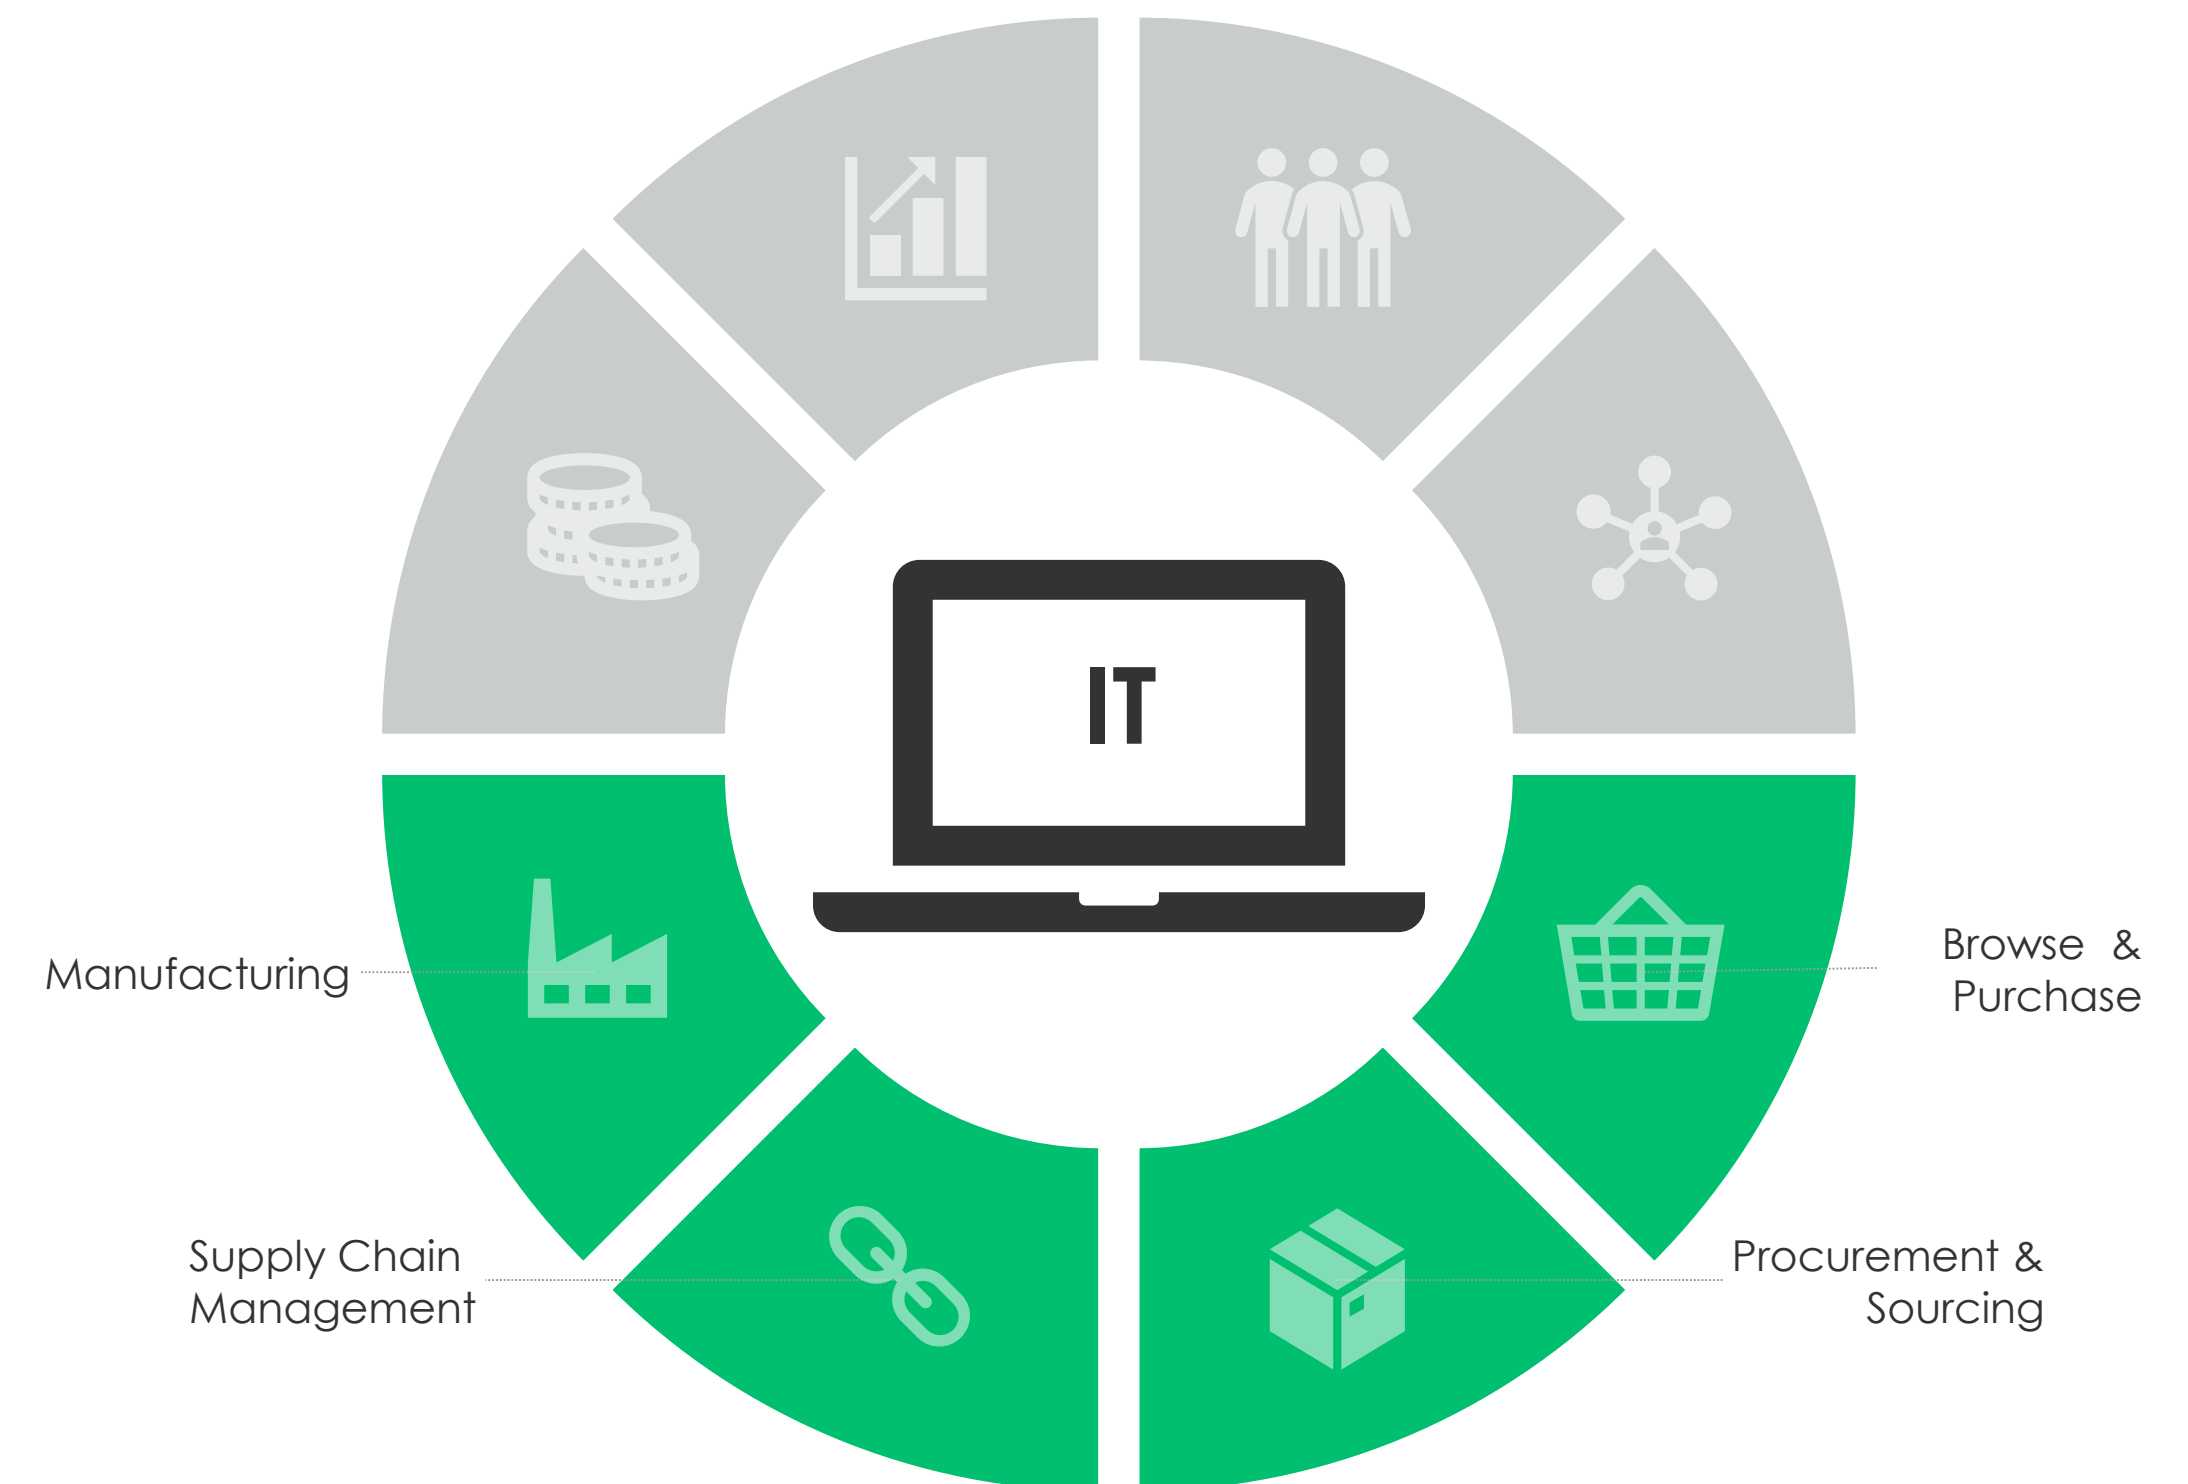 IT
Manufacturing
Browse &
Purchase
Supply Chain
Management
Procurement &
Sourcing